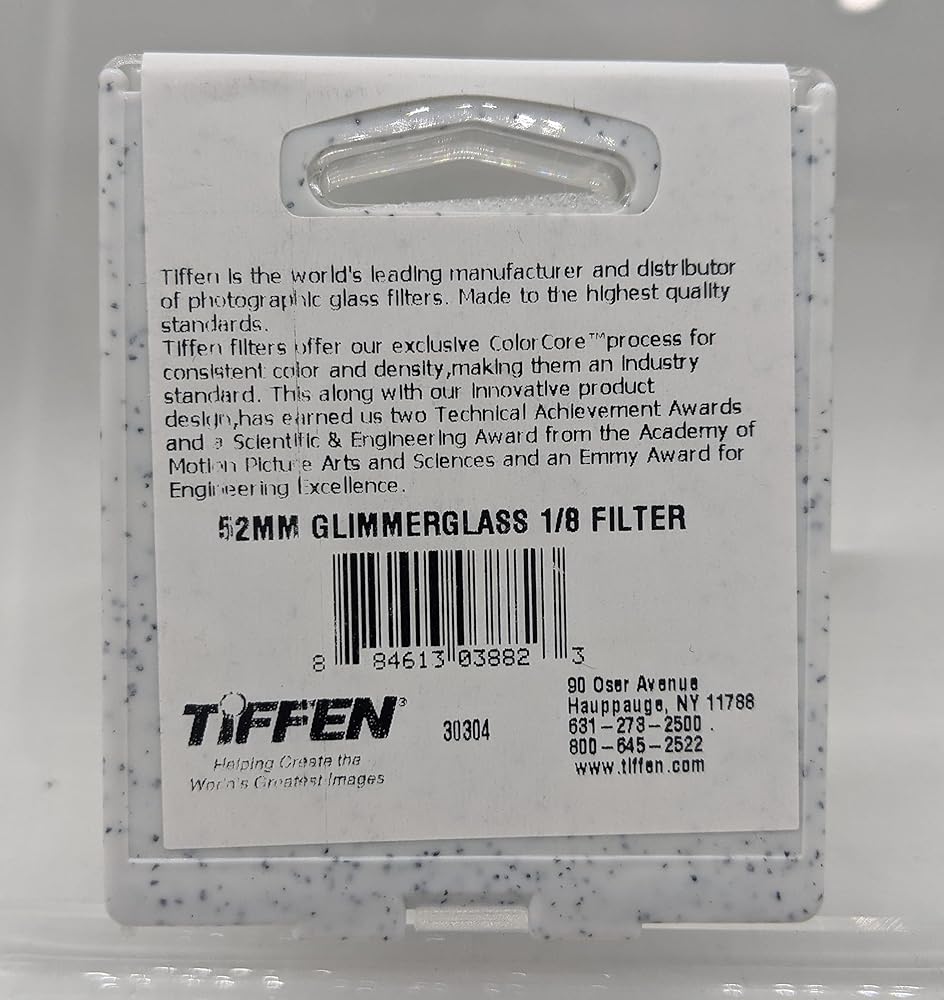 Tiffen is the world's leading manufacturer and distributor
of photographic glass filters. Made to the highest quality
standards.
Tiffen filters offer our exclusive ColorCore™process for
consistent color and density,making them an industry
standard. This along with our innovative product
design,has earned us two Technical Achievement Awards
and a Scientific & Engineering Award from the Academy of
Motion Picture Arts and Sciences and an Emmy Award for
Engineering Excellence.
52MM GLIMMERGLASS 1/8 FILTER
8 84613 03882 3
TIFFEN®
Helping Create the
World's Greatest Images
30304
90 Oser Avenue
Hauppauge, NY 11788
631-273-2500
800-645-2522
www.tiffen.com